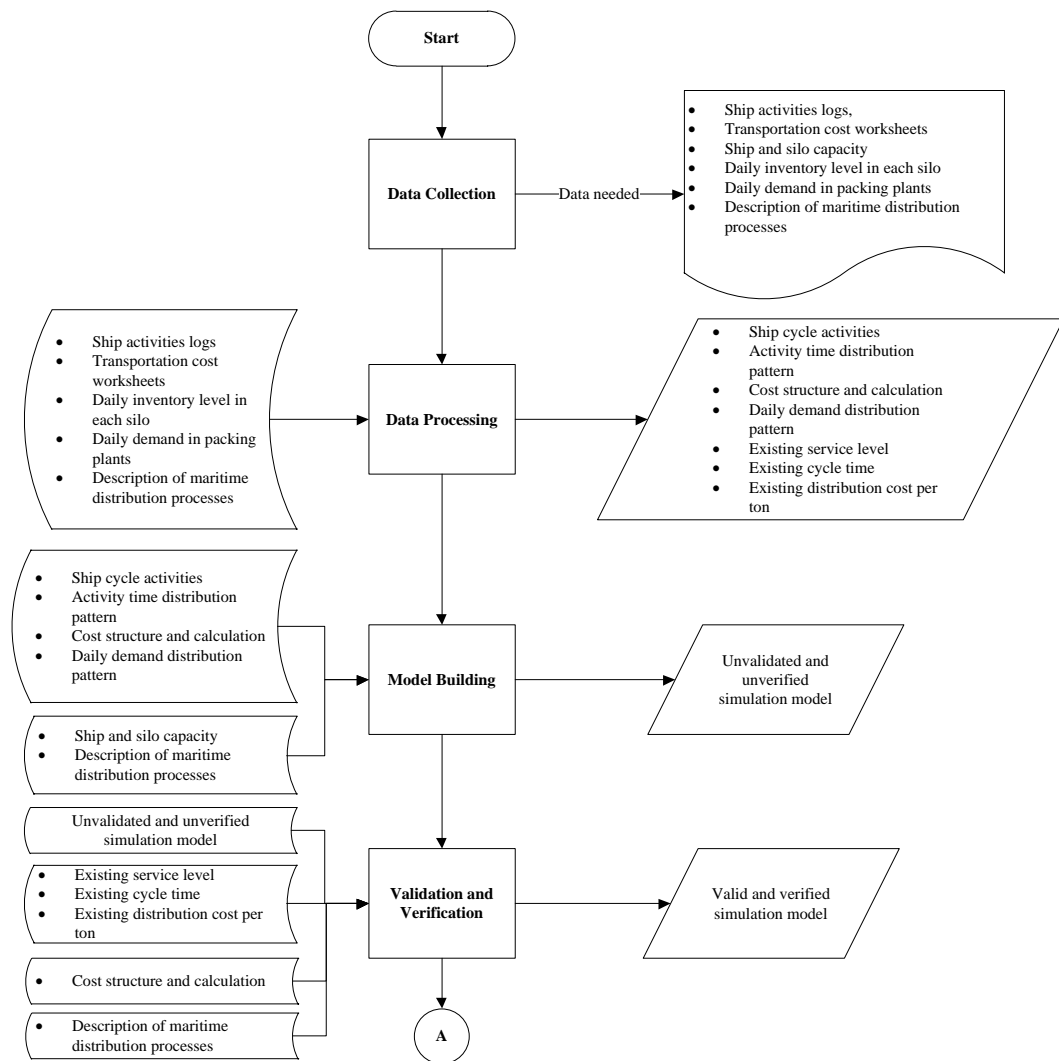 Start
Data Collection
Data needed
• Ship activities logs,
• Transportation cost worksheets
• Ship and silo capacity
• Daily inventory level in each silo
• Daily demand in packing plants
• Description of maritime distribution
processes
• Ship activities logs
• Transportation cost
worksheets
• Daily inventory level in
each silo
• Daily demand in packing
plants
• Description of maritime
distribution processes
Data Processing
• Ship cycle activities
• Activity time distribution
pattern
• Cost structure and calculation
• Daily demand distribution
pattern
• Existing service level
• Existing cycle time
• Existing distribution cost per
ton
• Ship cycle activities
• Activity time distribution
pattern
• Cost structure and calculation
• Daily demand distribution
pattern
• Ship and silo capacity
• Description of maritime
distribution processes
Model Building
Unvalidated and
unverified
simulation model
Unvalidated and unverified
simulation model
• Existing service level
• Existing cycle time
• Existing distribution cost per
ton
• Cost structure and calculation
• Description of maritime
distribution processes
Validation and
Verification
Valid and verified
simulation model
A